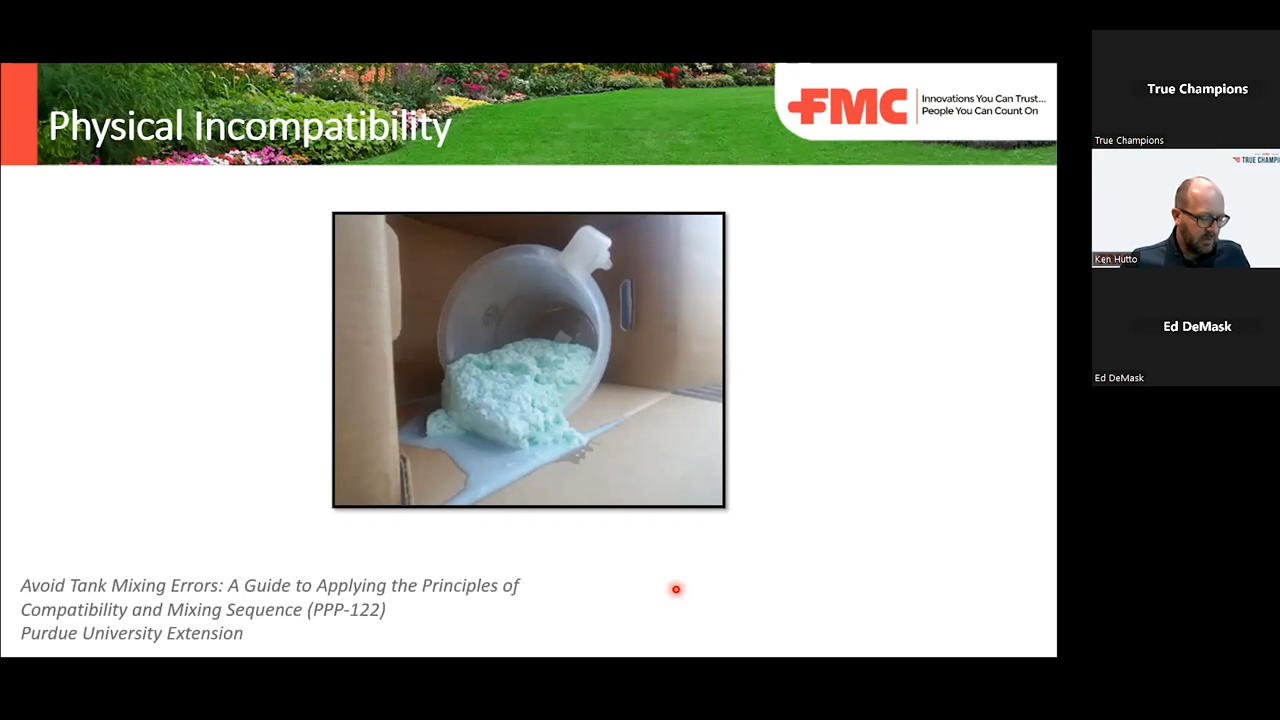 Physical Incompatibility
FMC
Innovations You Can Trust...
People You Can Count On
Avoid Tank Mixing Errors: A Guide to Applying the Principles of
Compatibility and Mixing Sequence (PPP-122)
Purdue University Extension
True Champions
True Champions
TRUE CHAMPI
Ken Hutto
Ed DeMask
Ed DeMask